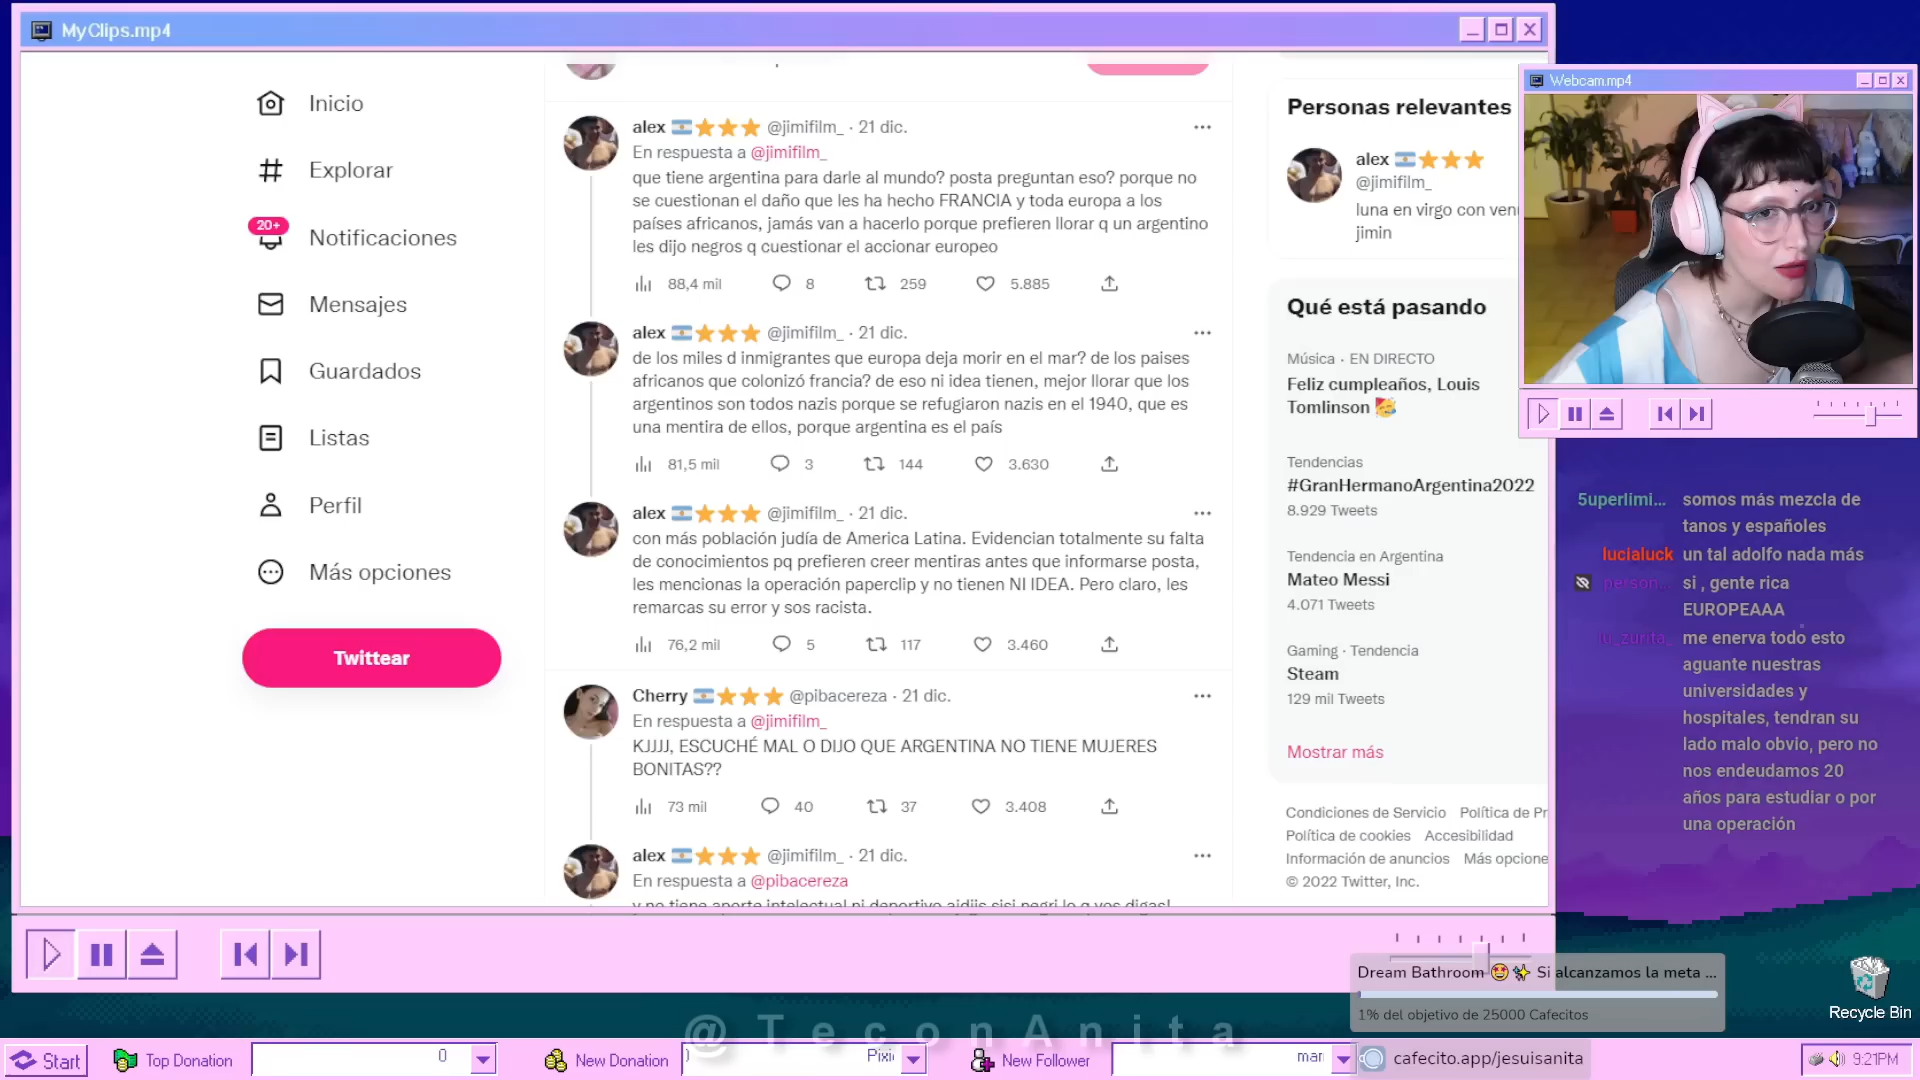 MyClips.mp4
Inicio
Explorar
20+
Notificaciones
Mensajes
Guardados
Listas
Perfil
Más opciones
Twittear
alex @jimifilm_ · 21 dic.
En respuesta a @jimifilm_
que tiene argentina para darle al mundo? posta preguntan eso? porque no
se cuestionan el daño que les ha hecho FRANCIA y toda europa a los
países africanos, jamás van a hacerlo porque prefieren llorar q un argentino
les dijo negros q cuestionar el accionar europeo
88,4 mil 8 259 5.885
alex @jimifilm_ · 21 dic.
de los miles d inmigrantes que europa deja morir en el mar? de los paises
africanos que colonizó francia? de eso ni idea tienen, mejor llorar que los
argentinos son todos nazis porque se refugiaron nazis en el 1940, que es
una mentira de ellos, porque argentina es el país
81,5 mil 3 144 3.630
alex @jimifilm_ · 21 dic.
con más población judía de America Latina. Evidencian totalmente su falta
de conocimientos pq prefieren creer mentiras antes que informarse posta,
les mencionas la operación paperclip y no tienen NI IDEA. Pero claro, les
remarcas su error y sos racista.
76,2 mil 5 117 3.460
Cherry @pibacereza · 21 dic.
En respuesta a @jimifilm_
KJJJJ, ESCUCHÉ MAL O DIJO QUE ARGENTINA NO TIENE MUJERES
BONITAS??
73 mil 40 37 3.408
alex @jimifilm_ · 21 dic.
En respuesta a @pibacereza
y no tiene aporte intelectual ni deportivo ajdjjs sisi negri lo q vos digas!
Personas relevantes
alex
@jimifilm_
luna en virgo con ven
jimin
Qué está pasando
Música · EN DIRECTO
Feliz cumpleaños, Louis
Tomlinson
Tendencias
#GranHermanoArgentina2022
8.929 Tweets
Tendencia en Argentina
Mateo Messi
4.071 Tweets
Gaming · Tendencia
Steam
129 mil Tweets
Mostrar más
Condiciones de Servicio Política de Pr
Política de cookies Accesibilidad
Información de anuncios Más opcione
© 2022 Twitter, Inc.
Webcam.mp4
5uperlimi... somos más mezcla de
tanos y españoles
lucialuck un tal adolfo nada más
person... si , gente rica
EUROPEAAA
lu_zurita_ me enerva todo esto
aguante nuestras
universidades y
hospitales, tendran su
lado malo obvio, pero no
nos endeudamos 20
años para estudiar o por
una operación
Dream Bathroom Si alcanzamos la meta ...
1% del objetivo de 25000 Cafecitos
Recycle Bin
@TeconAnita
Start
Top Donation
0
New Donation
) Pixi
New Follower
mar
cafecito.app/jesuisanita
9:21PM